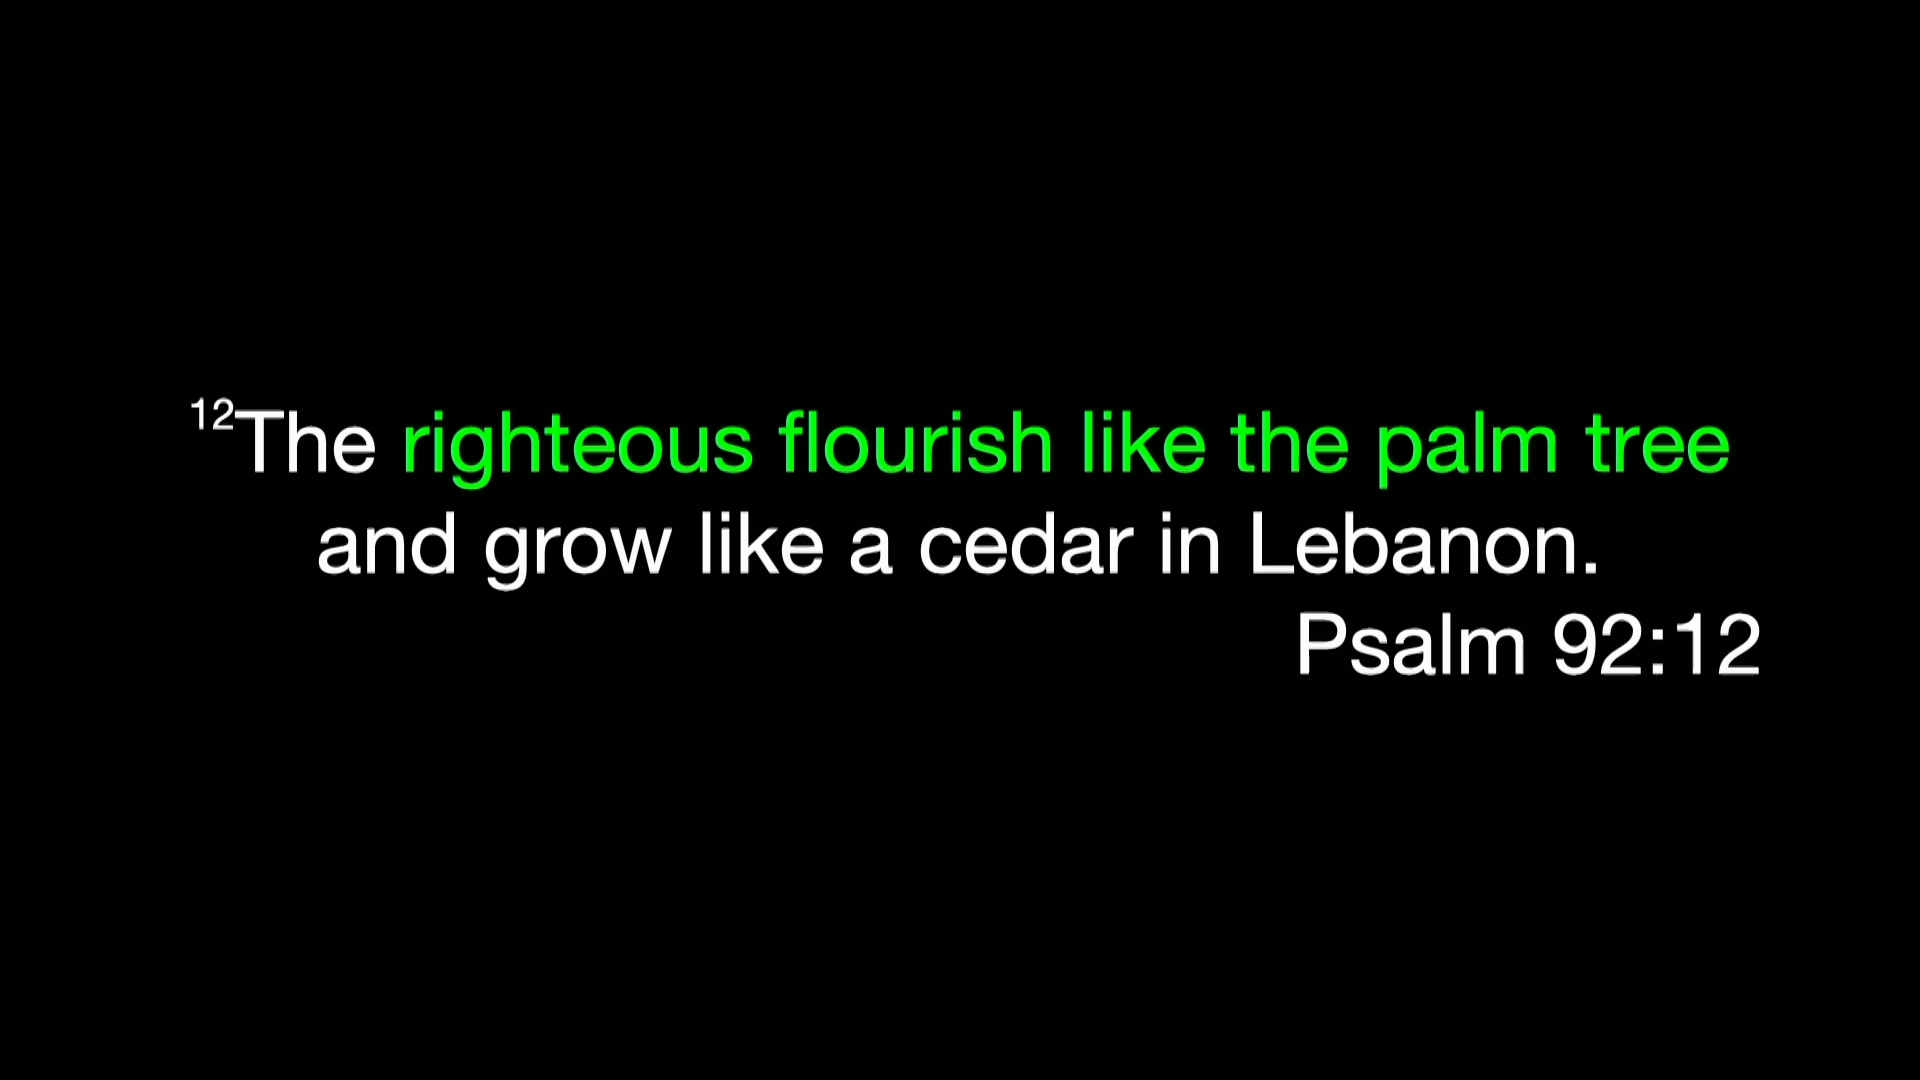 12The righteous flourish like the palm tree
and grow like a cedar in Lebanon.
Psalm 92:12